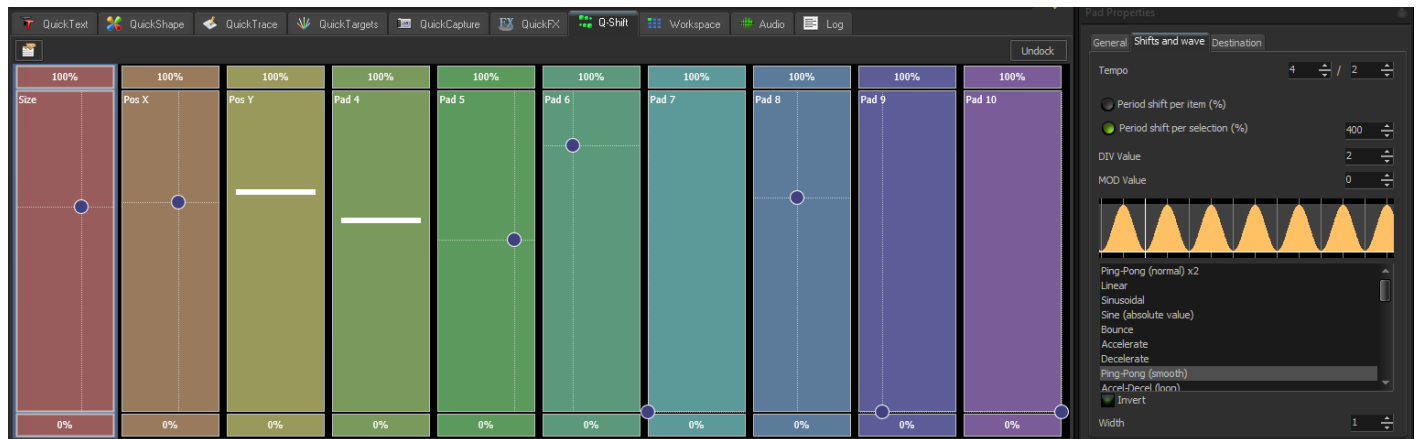 QuickText QuickShape QuickTrace QuickTargets QuickCapture FX QuickFX Q-Shift Workspace Audio Log
Undock
100% 100% 100% 100% 100% 100% 100% 100% 100% 100%
Size Pos X Pos Y Pad 4 Pad 5 Pad 6 Pad 7 Pad 8 Pad 9 Pad 10
0% 0% 0% 0% 0% 0% 0% 0% 0% 0%
Pad Properties
General Shifts and wave Destination
Tempo 4 / 2
Period shift per item (%)
Period shift per selection (%) 400
DIV Value 2
MOD Value 0
Ping-Pong (normal) x2
Linear
Sinusoidal
Sine (absolute value)
Bounce
Accelerate
Decelerate
Ping-Pong (smooth)
Accel-Decel (loop)
Invert
Width 1